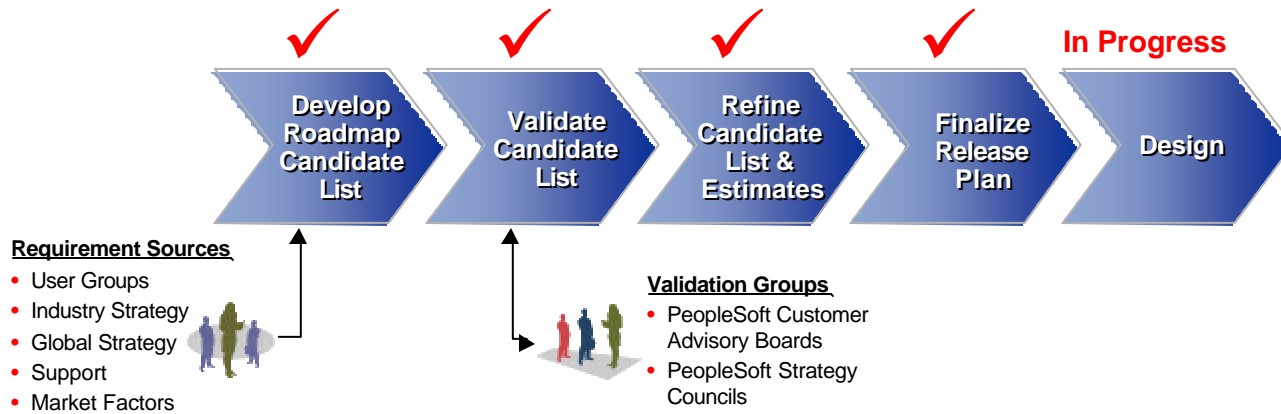 In Progress
Develop
Roadmap
Candidate
List
Validate
Candidate
List
Refine
Candidate
List &
Estimates
Finalize
Release
Plan
Design
Requirement Sources
• User Groups
• Industry Strategy
• Global Strategy
• Support
• Market Factors
Validation Groups
• PeopleSoft Customer
Advisory Boards
• PeopleSoft Strategy
Councils